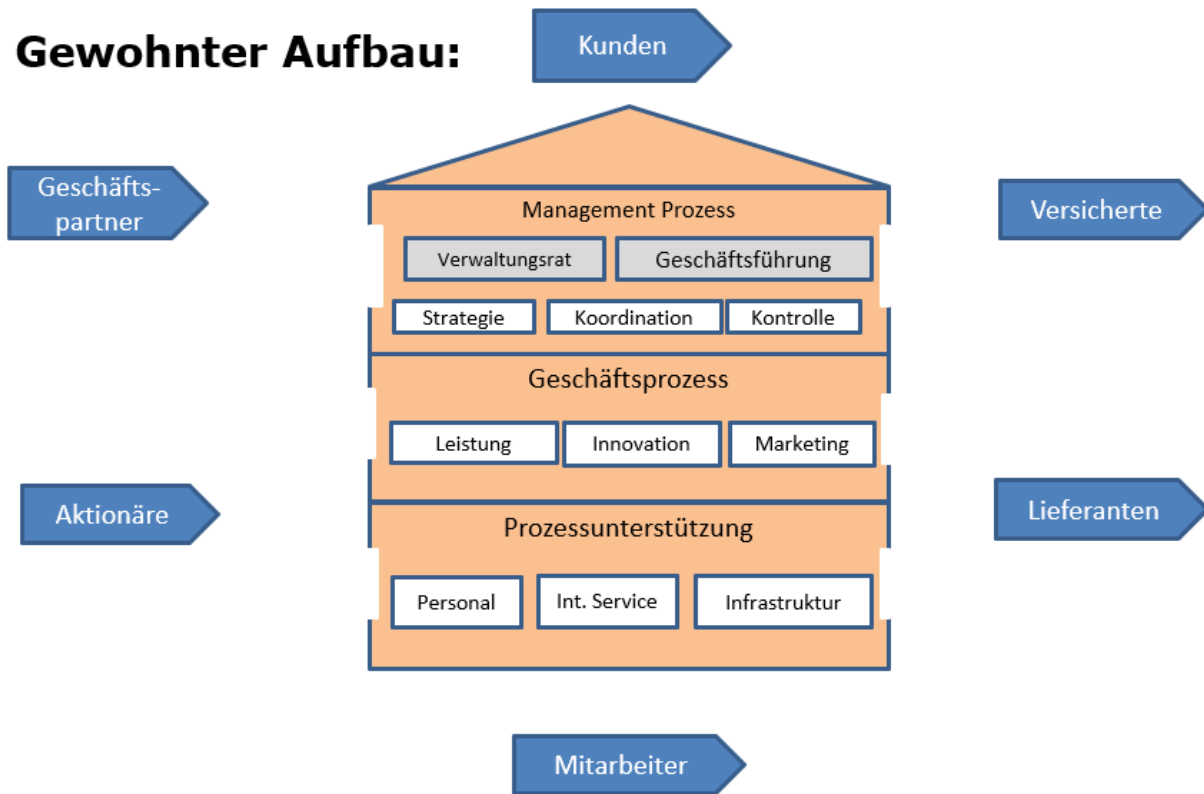 Gewohnter Aufbau:
Kunden
Geschäfts-
partner
Versicherte
Management Prozess
Verwaltungsrat
Geschäftsführung
Strategie
Koordination
Kontrolle
Geschäftsprozess
Leistung
Innovation
Marketing
Aktionäre
Lieferanten
Prozessunterstützung
Personal
Int. Service
Infrastruktur
Mitarbeiter